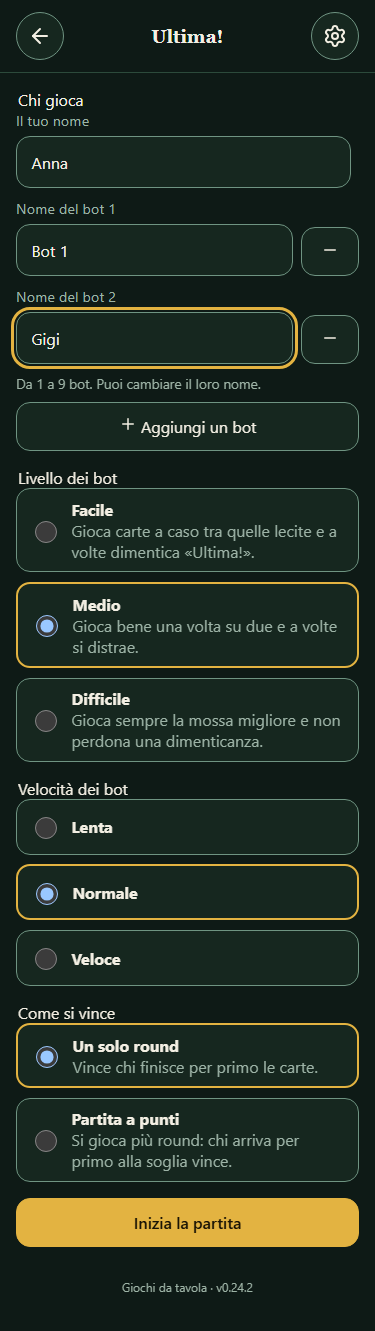 Ultima!
Chi gioca
Il tuo nome
Anna
Nome del bot 1
Bot 1
Nome del bot 2
Gigi
Da 1 a 9 bot. Puoi cambiare il loro nome.
+ Aggiungi un bot
Livello dei bot
Facile
Gioca carte a caso tra quelle lecite e a
volte dimentica «Ultima!».
Medio
Gioca bene una volta su due e a volte
si distrae.
Difficile
Gioca sempre la mossa migliore e non
perdona una dimenticanza.
Velocità dei bot
Lenta
Normale
Veloce
Come si vince
Un solo round
Vince chi finisce per primo le carte.
Partita a punti
Si gioca più round: chi arriva per
primo alla soglia vince.
Inizia la partita
Giochi da tavola · v0.24.2